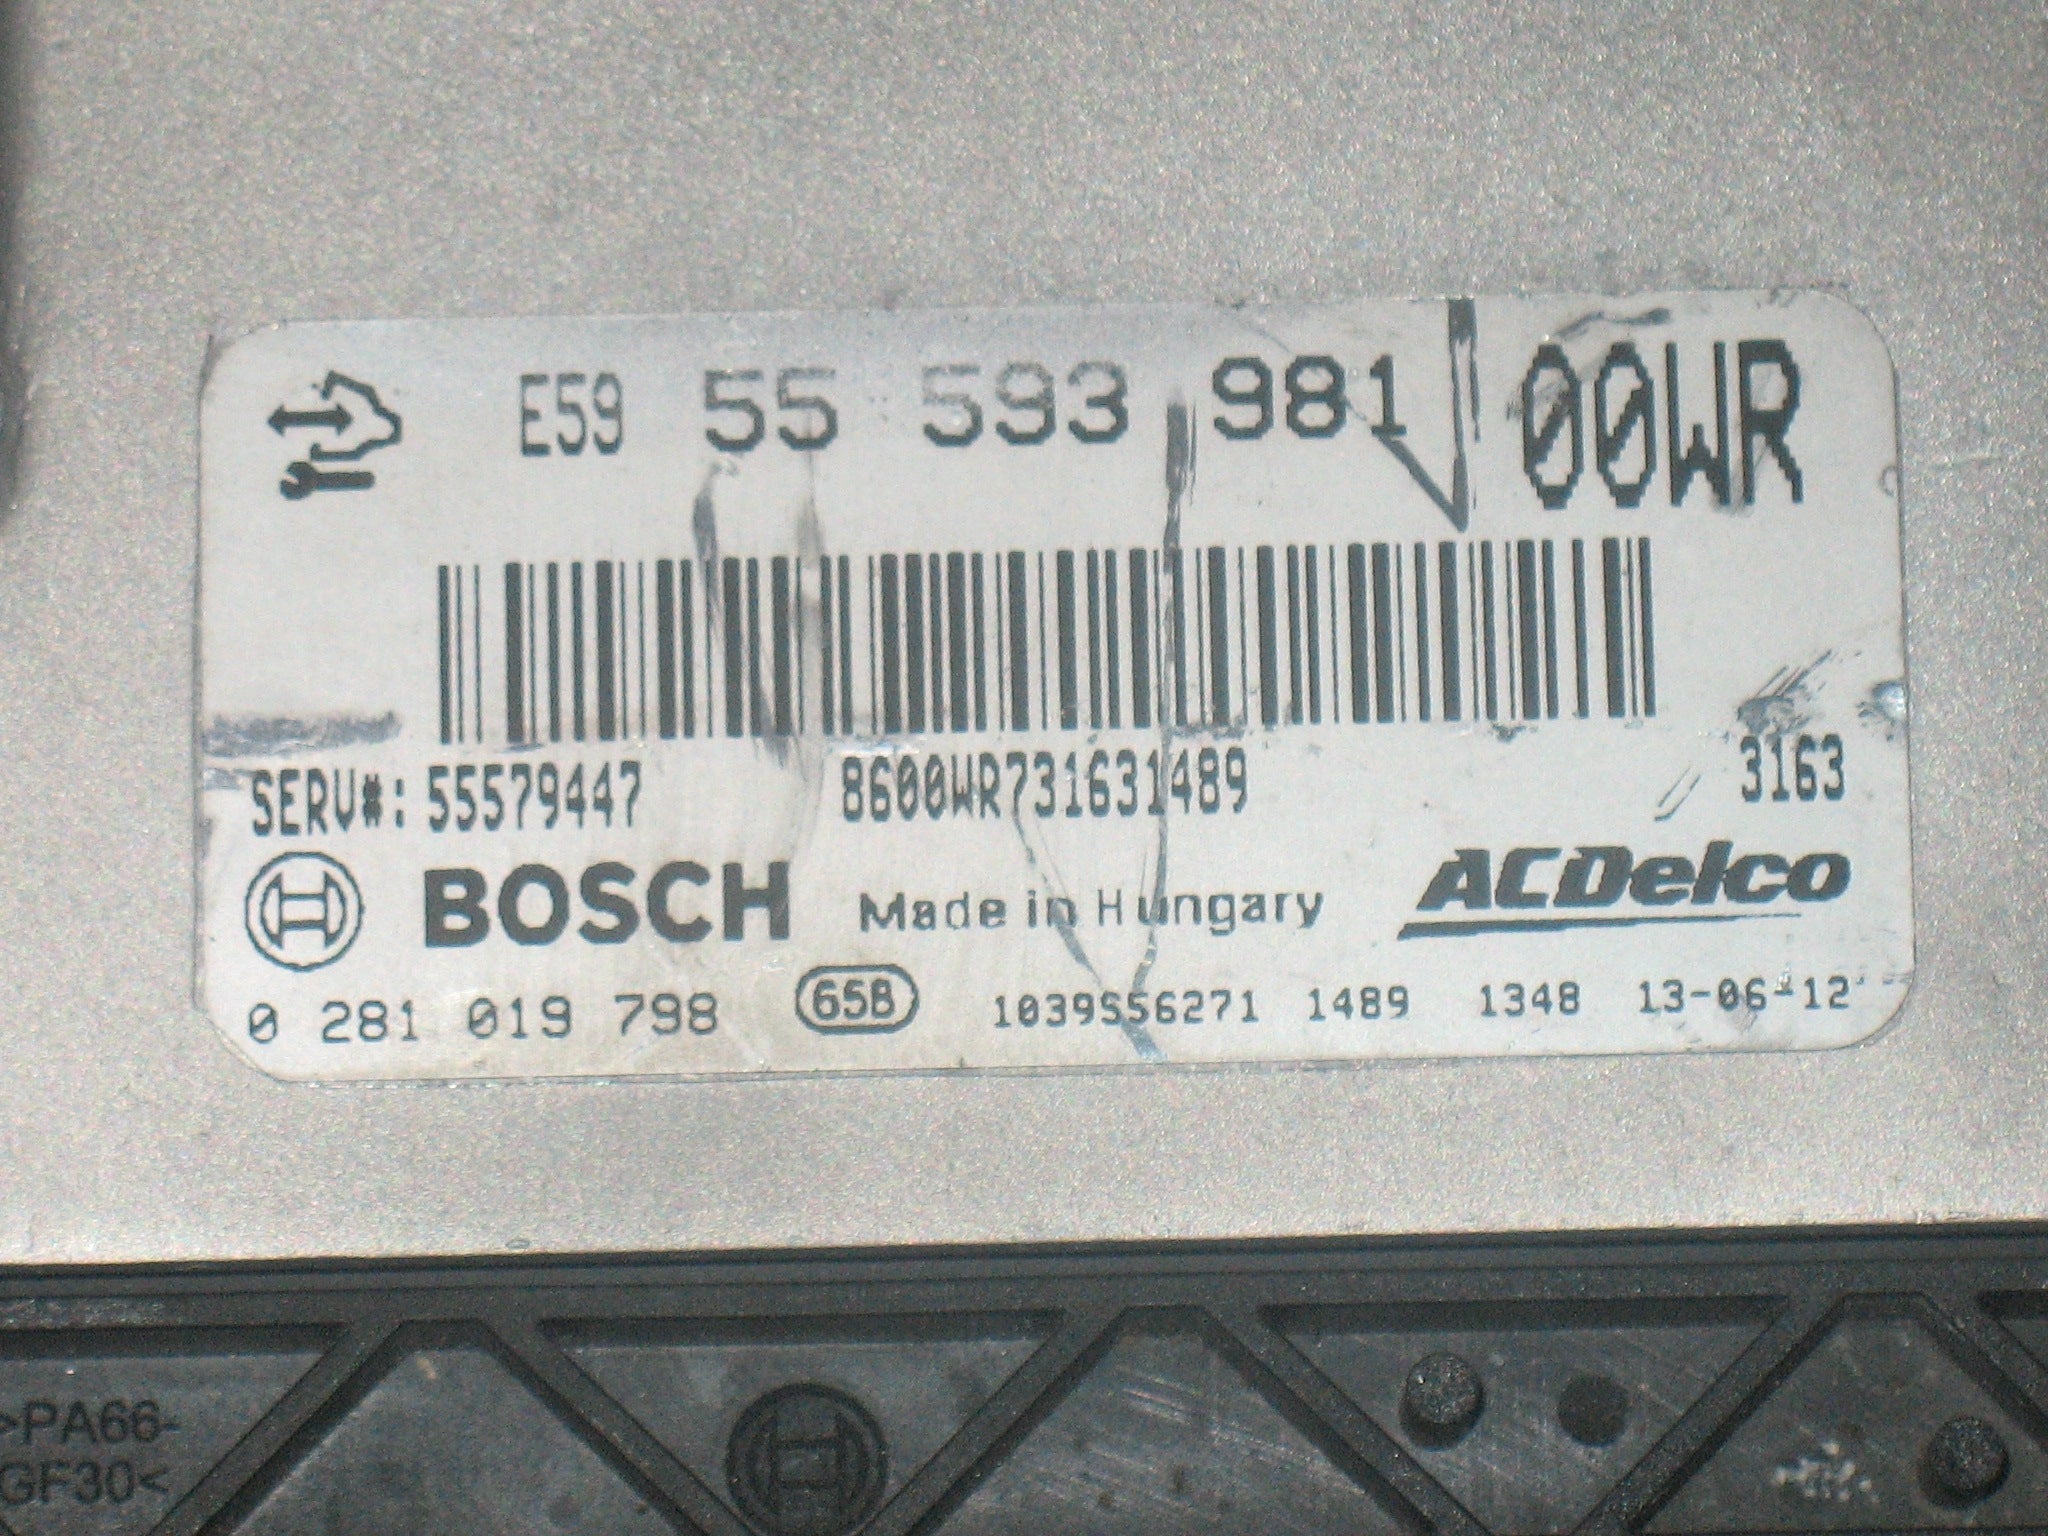 E59 55 593 981 00WR
SERV#: 55579447 8600WR731631489 3163
BOSCH Made in Hungary ACDelco
0 281 019 798 65B 1039S56271 1489 1348 13-06-12
>PA66-
GF30<